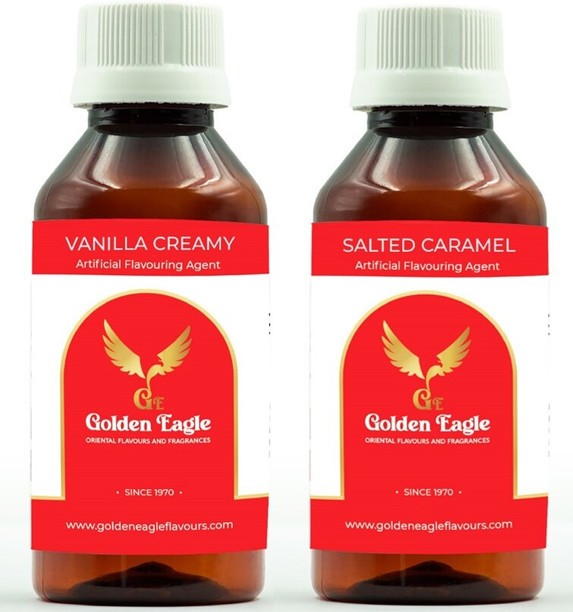 VANILLA CREAMY
Artificial Flavouring Agent
GE
Golden Eagle
ORIENTAL FLAVOURS AND FRAGRANCES
• SINCE 1970 •
www.goldeneagleflavours.com
SALTED CARAMEL
Artificial Flavouring Agent
GE
Golden Eagle
ORIENTAL FLAVOURS AND FRAGRANCES
• SINCE 1970 •
www.goldeneagleflavours.com